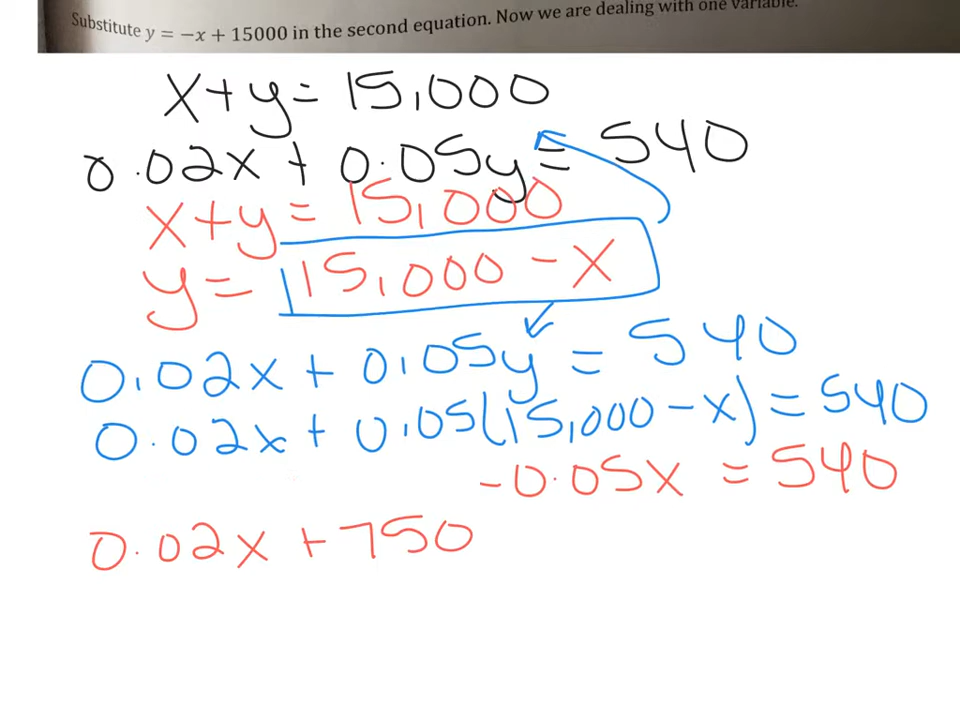 Substitute y = −x + 15000 in the second equation. Now we are dealing with one variable.
x+y= 15,000
0.02x + 0.05y = 540
x+y= 15,000
y= 15,000 - x
0.02x + 0.05y = 540
0.02x + 0.05(15,000 - x) = 540
-0.05x = 540
0.02x + 750